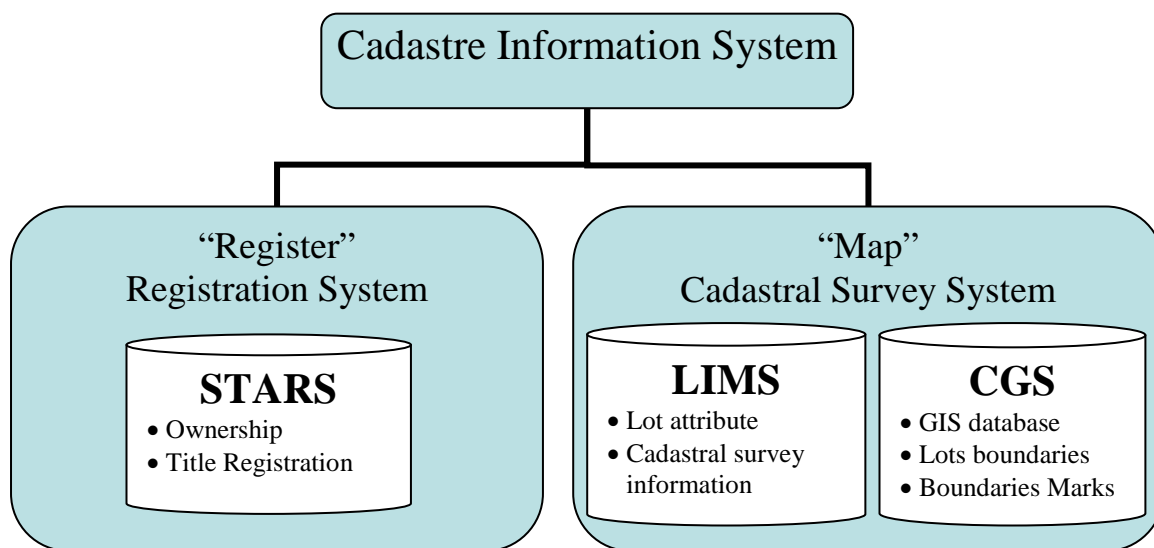 Cadastre Information System
“Register”
Registration System
STARS
• Ownership
• Title Registration
“Map”
Cadastral Survey System
LIMS
• Lot attribute
• Cadastral survey
information
CGS
• GIS database
• Lots boundaries
• Boundaries Marks